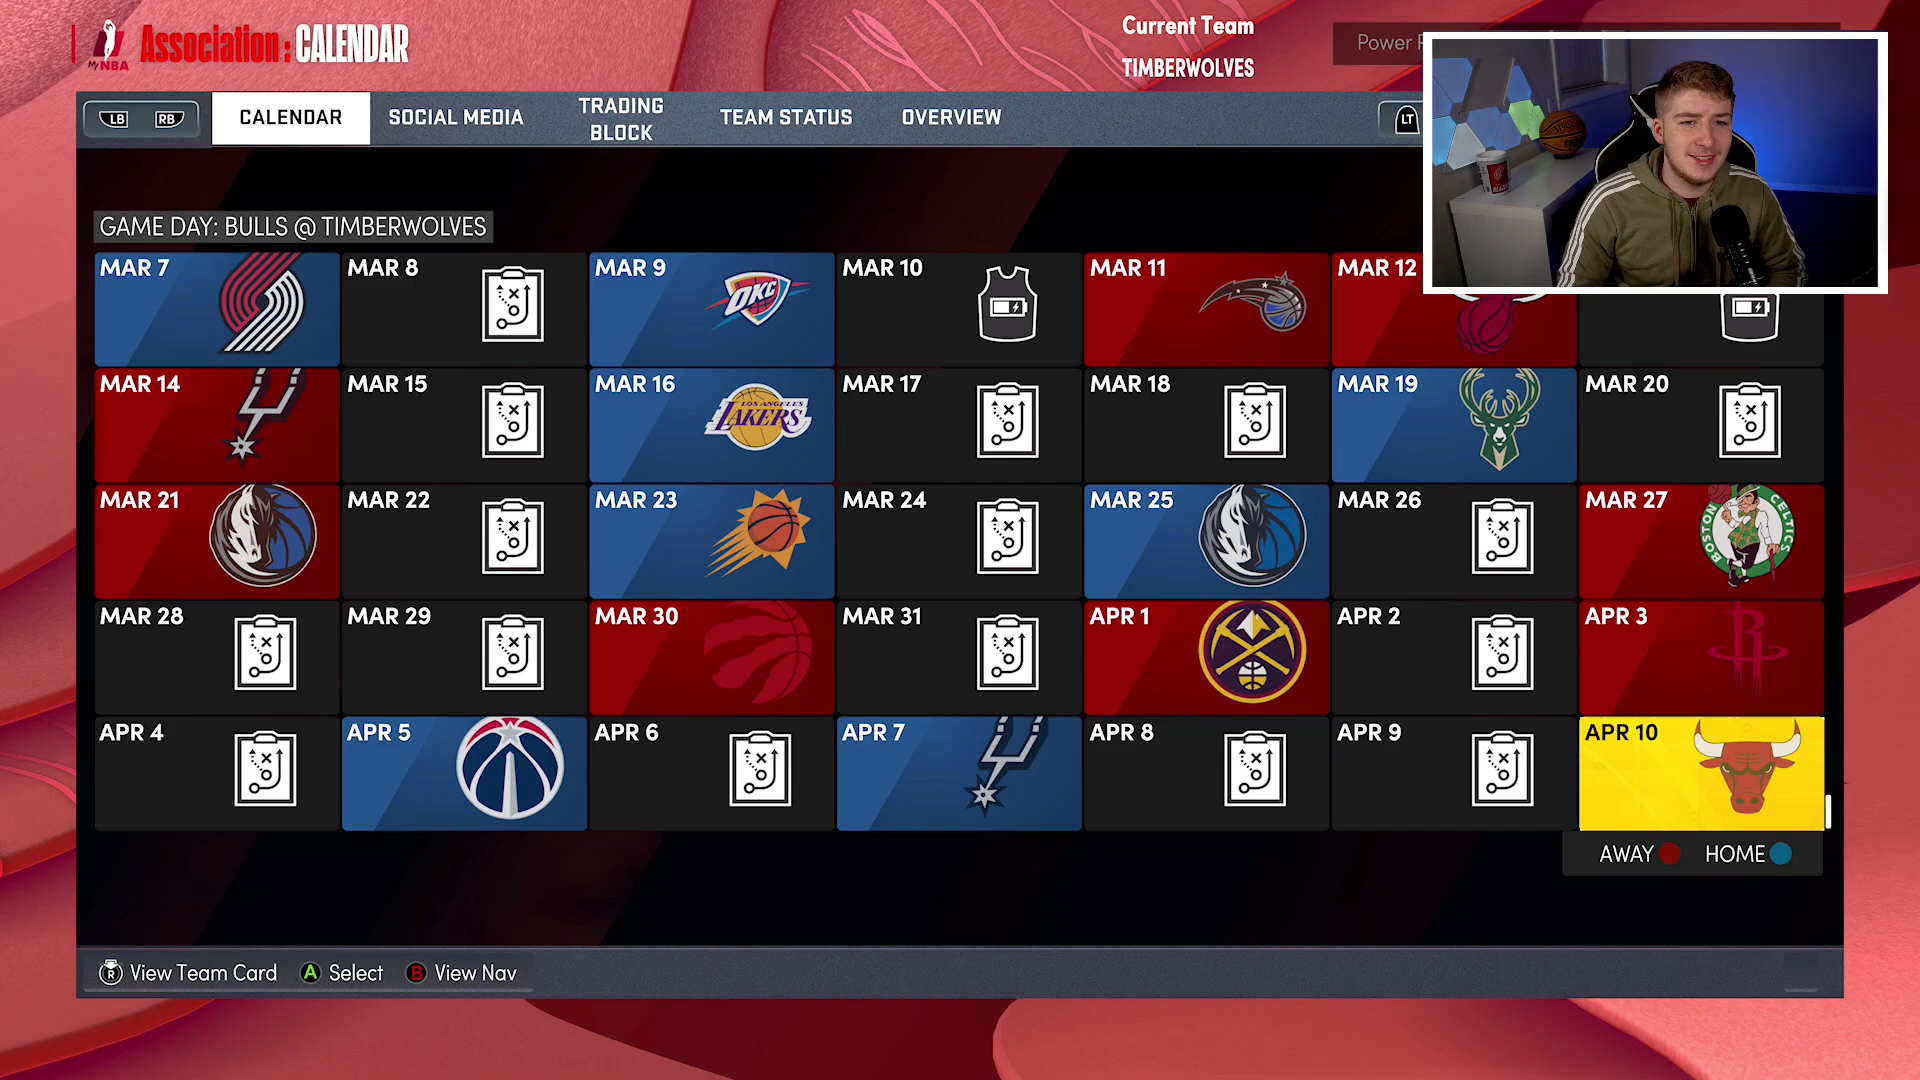 Current Team
TIMBERWOLVES
MyNBA
Association: CALENDAR
Power
LB RB
CALENDAR
SOCIAL MEDIA
TRADING BLOCK
TEAM STATUS
OVERVIEW
LT
GAME DAY: BULLS @ TIMBERWOLVES
MAR 7
MAR 8
MAR 9
OKC
MAR 10
MAR 11
MAR 12
MAR 14
MAR 15
MAR 16
LOS ANGELES
LAKERS
MAR 17
MAR 18
MAR 19
MAR 20
MAR 21
MAR 22
MAR 23
MAR 24
MAR 25
MAR 26
MAR 27
BOSTON CELTICS
MAR 28
MAR 29
MAR 30
MAR 31
APR 1
APR 2
APR 3
R
APR 4
APR 5
APR 6
APR 7
APR 8
APR 9
APR 10
AWAY HOME
R View Team Card A Select B View Nav